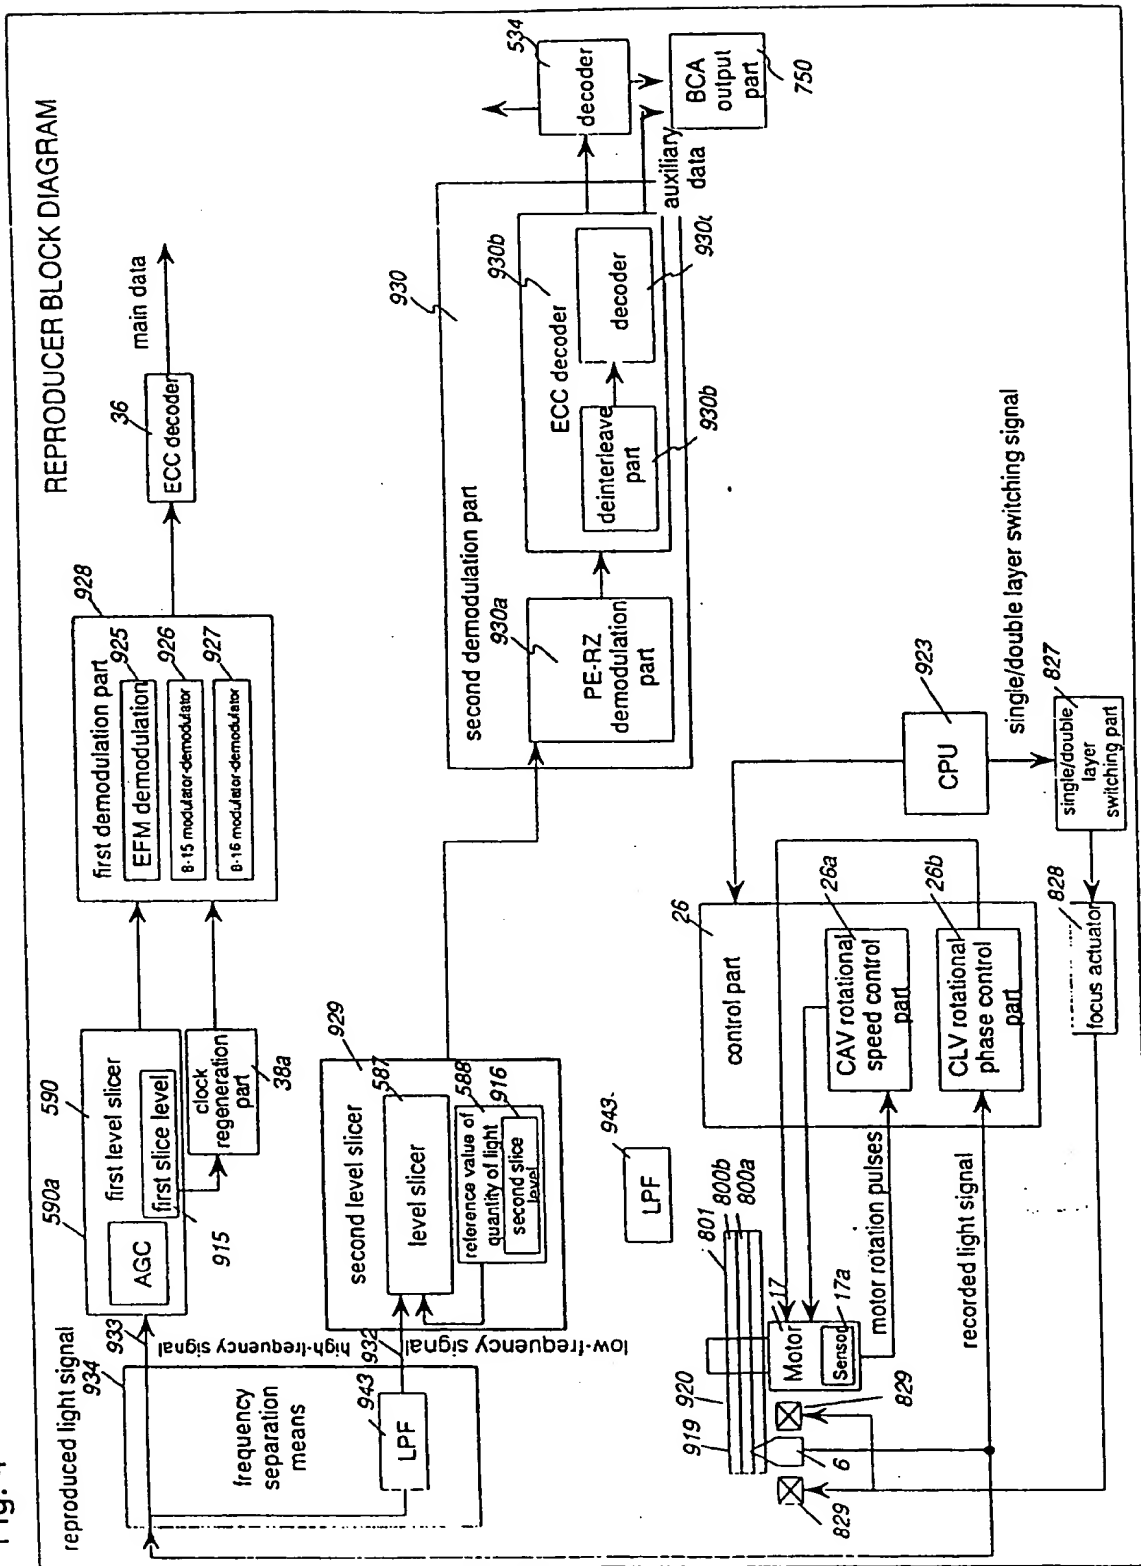 Fig. 4
REPRODUCER BLOCK DIAGRAM
reproduced light signal
934
933
high-frequency signal
frequency
separation
means
943
LPF
932
low-frequency signal
590a
590
first level slicer
AGC
first slice level
915
clock
regeneration
part
38a
first demodulation part
928
EFM demodulation
925
8-15 modulator-demodulator
926
8-16 modulator-demodulator
927
36
ECC decoder
main data
second level slicer
929
587
level slicer
588
reference value of
quantity of light
916
second slice
level
second demodulation part
930
930a
PE-RZ
demodulation
part
930b
ECC decoder
deinterleave
part
930b
decoder
930c
auxiliary
data
534
decoder
BCA
output
part
750
943
LPF
919
920
801
800b
800a
17
Motor
17a
Sensor
829
6
829
motor rotation pulses
recorded light signal
26
control part
26a
CAV rotational
speed control
part
26b
CLV rotational
phase control
part
923
CPU
single/double layer switching signal
827
single/double
layer
switching part
828
focus actuator